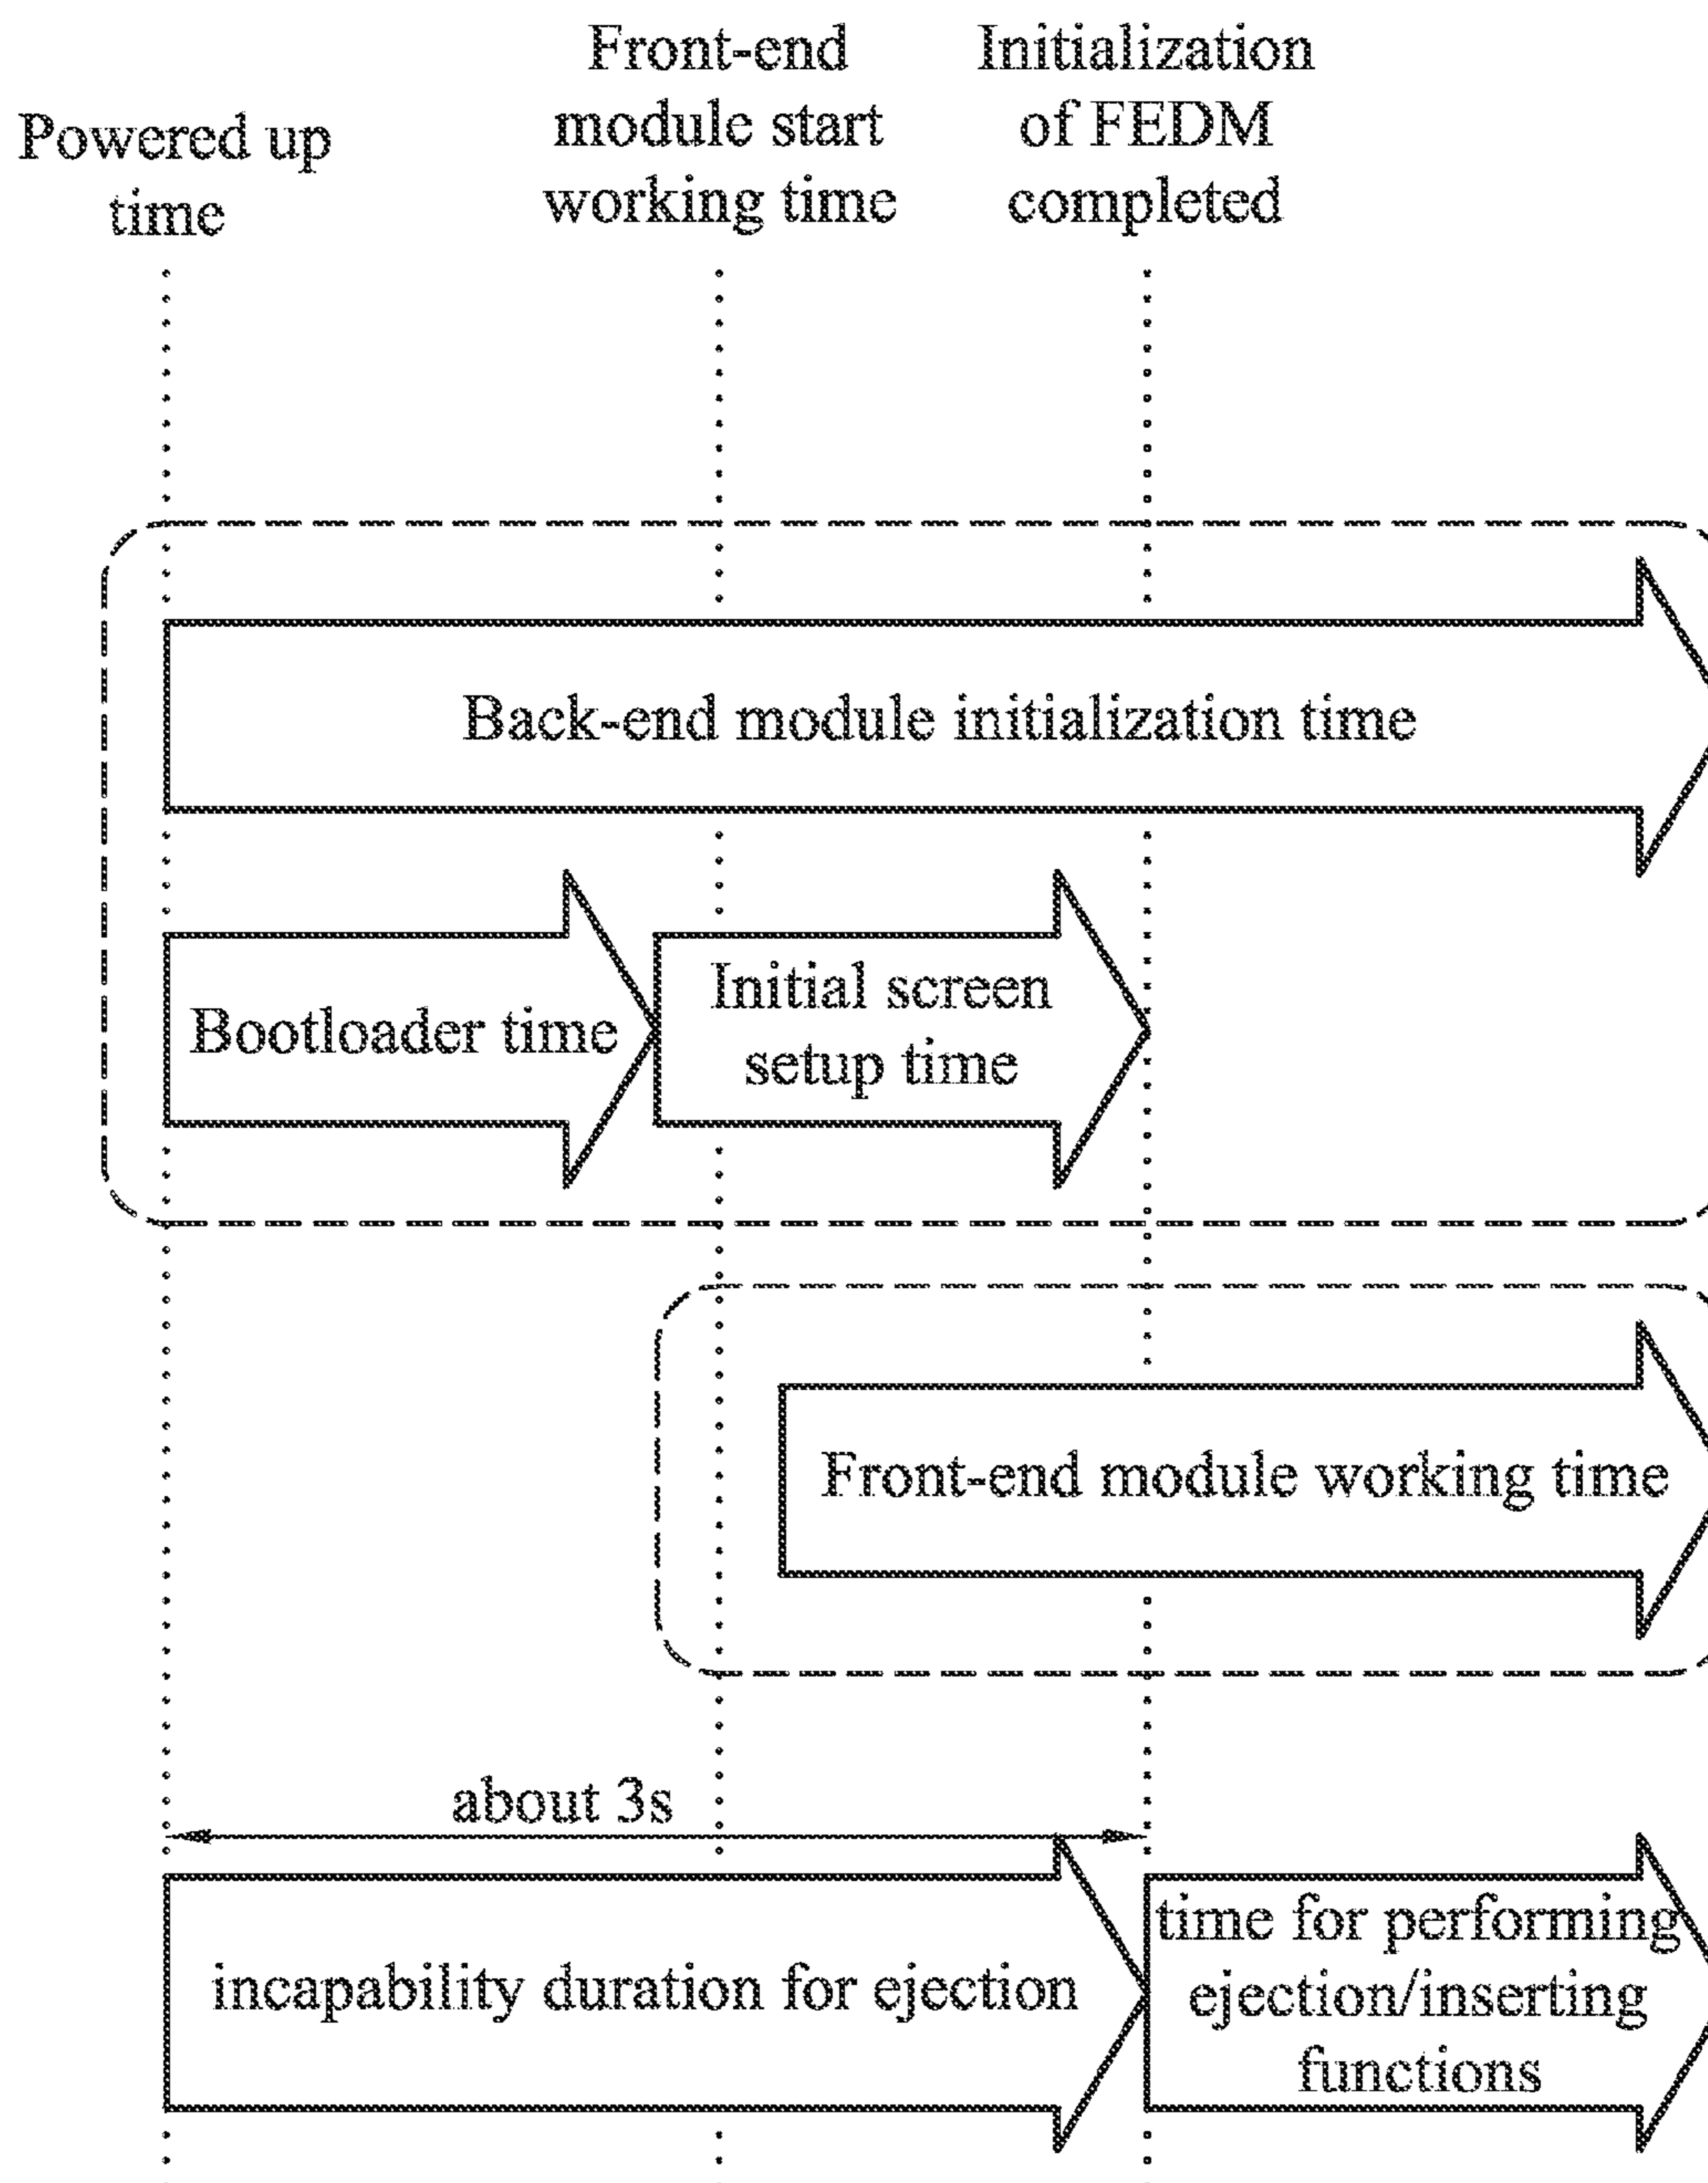 Powered up
time
Front-end
module start
working time
Initialization
of FEDM
completed
Back-end module initialization time
Bootloader time
Initial screen
setup time
Front-end module working time
about 3s
incapability duration for ejection
time for performing
ejection/inserting
functions